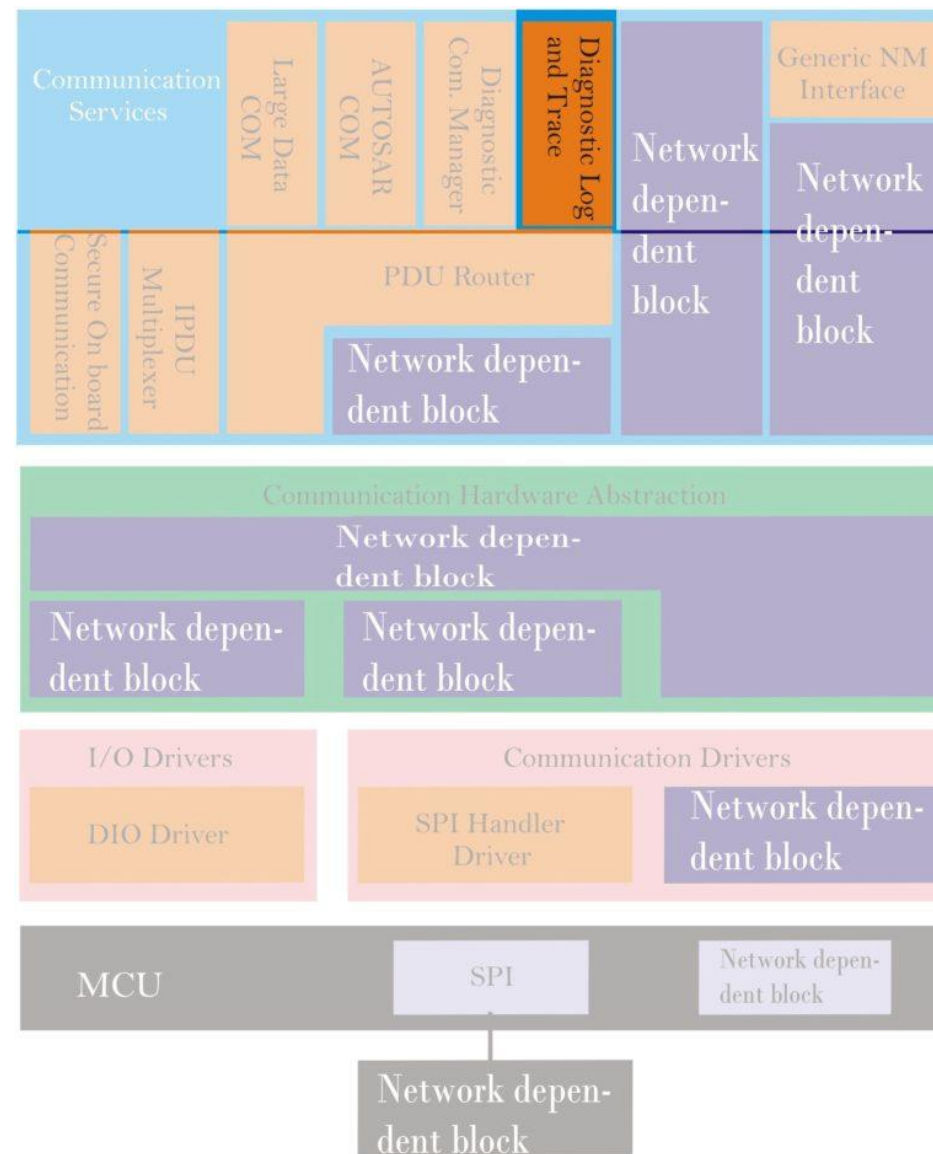 Communication
Services
Large Data
COM
AUTOSAR
COM
Diagnostic
Com. Manager
Diagnostic Log
and Trace
Network
depen-
dent
block
Generic NM
Interface
Network
depen-
dent
block
Secure On board
Communication
IPDU
Multiplexer
PDU Router
Network depen-
dent block
Communication Hardware Abstraction
Network depen-
dent block
Network depen-
dent block
Network depen-
dent block
I/O Drivers
DIO Driver
Communication Drivers
SPI Handler
Driver
Network depen-
dent block
MCU
SPI
Network depen-
dent block
Network depen-
dent block